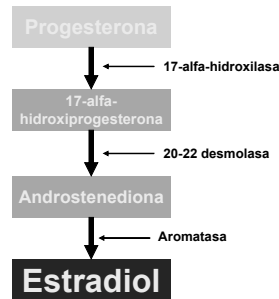 Progesterona
17-alfa-hidroxilasa
17-alfa-
hidroxiprogesterona
20-22 desmolasa
Androstenediona
Aromatasa
Estradiol